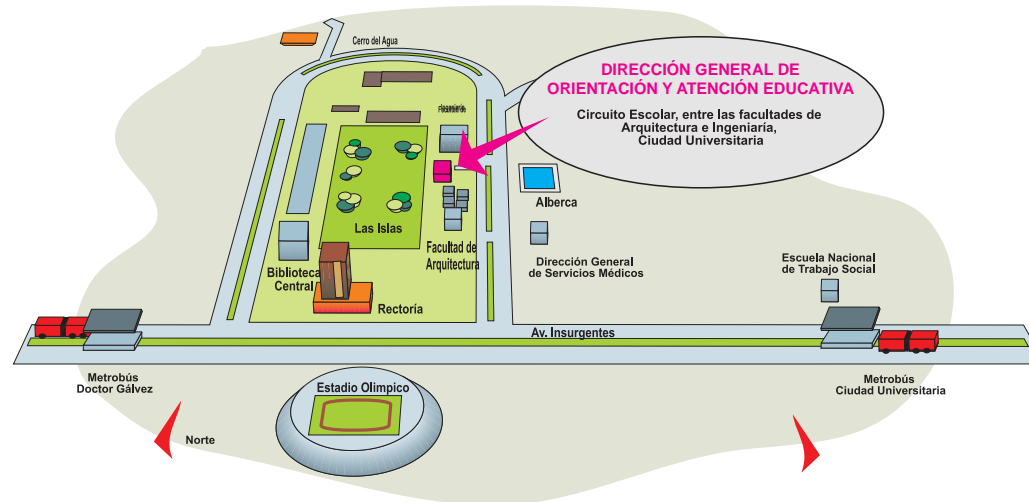 Cerro del Agua
DIRECCIÓN GENERAL DE
ORIENTACIÓN Y ATENCIÓN EDUCATIVA
Circuito Escolar, entre las facultades de
Arquitectura e Ingeniaría,
Ciudad Universitaria
Alberca
Las Islas
Facultad de
Arquitectura
Biblioteca
Central
Dirección General
de Servicios Médicos
Escuela Nacional
de Trabajo Social
Rectoría
Av. Insurgentes
Metrobús
Doctor Gálvez
Estadio Olimpico
Metrobús
Ciudad Universitaria
Norte